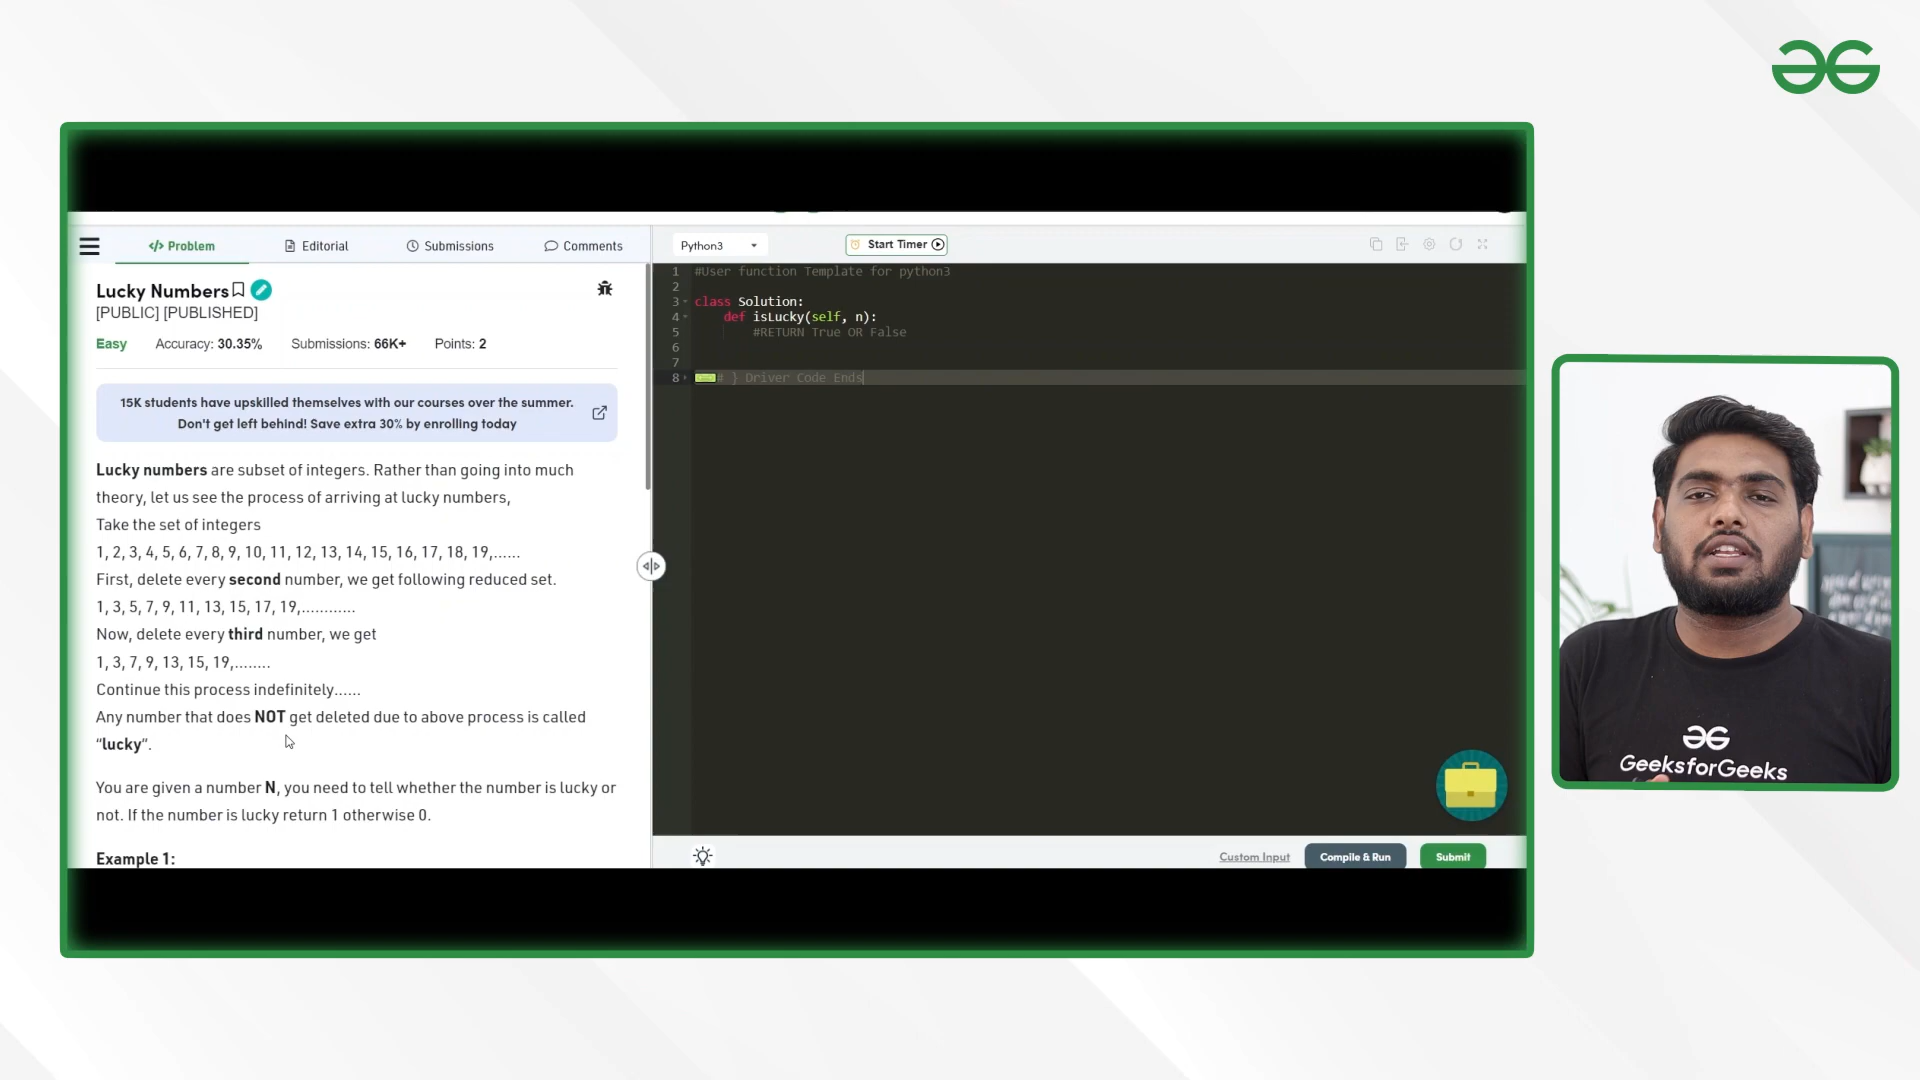 Problem
Editorial
Submissions
Comments
Python3
Start Timer
Lucky Numbers
[PUBLIC] [PUBLISHED]
Easy Accuracy: 30.35% Submissions: 66K+ Points: 2
15K students have upskilled themselves with our courses over the summer.
Don't get left behind! Save extra 30% by enrolling today
Lucky numbers are subset of integers. Rather than going into much
theory, let us see the process of arriving at lucky numbers,
Take the set of integers
1, 2, 3, 4, 5, 6, 7, 8, 9, 10, 11, 12, 13, 14, 15, 16, 17, 18, 19,......
First, delete every second number, we get following reduced set.
1, 3, 5, 7, 9, 11, 13, 15, 17, 19,............
Now, delete every third number, we get
1, 3, 7, 9, 13, 15, 19,........
Continue this process indefinitely......
Any number that does NOT get deleted due to above process is called
“lucky”.
You are given a number N, you need to tell whether the number is lucky or
not. If the number is lucky return 1 otherwise 0.
Example 1:
1 #User function Template for python3
2
3 class Solution:
4 def isLucky(self, n):
5 #RETURN True OR False
6
7
8 # } Driver Code Ends
Custom Input
Compile & Run
Submit
GeeksforGeeks